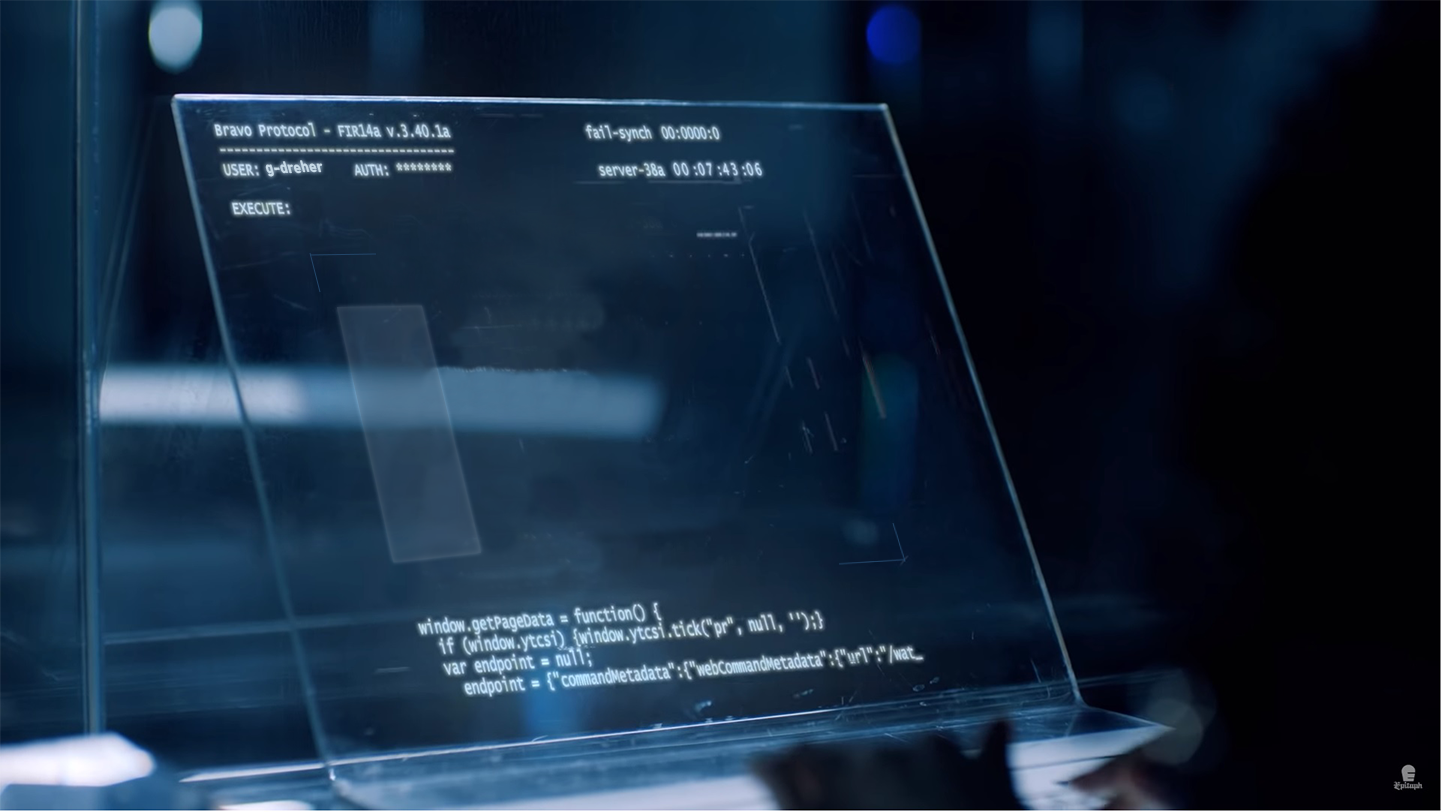 Bravo Protocol - FIR14a v.3.40.1a
fail-synch 00:0000:0
--------------------------------
USER: g-dreher AUTH: ********
server-38a 00:07:43:06
EXECUTE:
window.getPageData = function() {
if (window.ytcsi) {window.ytcsi.tick("pr", null, '');}
var endpoint = null;
endpoint = {"commandMetadata":{"webCommandMetadata":{"url":"/wat_
Epitaph